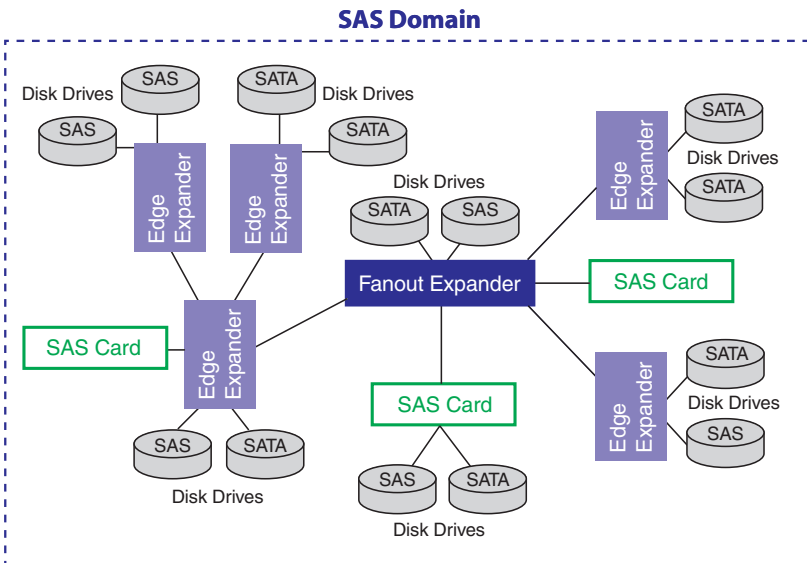 SAS Domain
SAS
SATA
Disk Drives
Disk Drives
SAS
SATA
Edge
Expander
Edge
Expander
SATA
Disk Drives
SATA
Edge
Expander
Disk Drives
SATA
SAS
Fanout Expander
SAS Card
SAS Card
Edge
Expander
SAS
SATA
Disk Drives
SAS Card
SAS
SATA
Disk Drives
Edge
Expander
SATA
Disk Drives
SAS